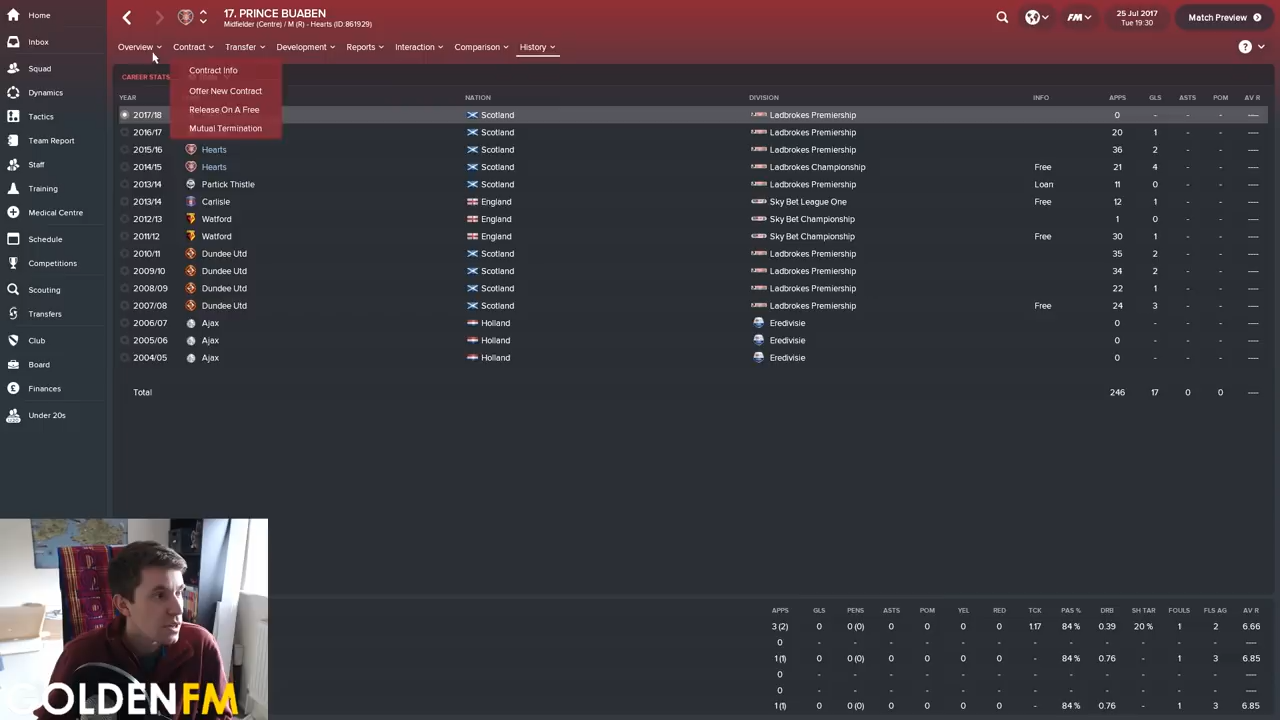 Home
Inbox
Squad
Dynamics
Tactics
Team Report
Staff
Training
Medical Centre
Schedule
Competitions
Scouting
Transfers
Club
Board
Finances
Under 20s
17. PRINCE BUABEN
Midfielder (Centre) / M (R) - Hearts (ID:861929)
FM
25 Jul 2017
Tue 19:30
Match Preview
Overview Contract Transfer Development Reports Interaction Comparison History ?
Contract Info
Offer New Contract
Release On A Free
Mutual Termination
CAREER STATS
YEAR NATION DIVISION INFO APPS GLS ASTS POM AV R
2017/18 Scotland Ladbrokes Premiership 0 - - - ----
2016/17 Scotland Ladbrokes Premiership 20 1 - - ----
2015/16 Hearts Scotland Ladbrokes Premiership 36 2 - - ----
2014/15 Hearts Scotland Ladbrokes Championship Free 21 4 - - ----
2013/14 Partick Thistle Scotland Ladbrokes Premiership Loan 11 0 - - ----
2013/14 Carlisle England Sky Bet League One Free 12 1 - - ----
2012/13 Watford England Sky Bet Championship 1 0 - - ----
2011/12 Watford England Sky Bet Championship Free 30 1 - - ----
2010/11 Dundee Utd Scotland Ladbrokes Premiership 35 2 - - ----
2009/10 Dundee Utd Scotland Ladbrokes Premiership 34 2 - - ----
2008/09 Dundee Utd Scotland Ladbrokes Premiership 22 1 - - ----
2007/08 Dundee Utd Scotland Ladbrokes Premiership Free 24 3 - - ----
2006/07 Ajax Holland Eredivisie 0 - - - ----
2005/06 Ajax Holland Eredivisie 0 - - - ----
2004/05 Ajax Holland Eredivisie 0 - - - ----
Total 246 17 0 0 ----
APPS GLS PENS ASTS POM YEL RED TCK PAS % DRB SH TAR FOULS FLS AG AV R
3 (2) 0 0 (0) 0 0 0 0 1.17 84 % 0.39 20 % 1 2 6.66
0 - - - - - - - - - - - - ----
1 (1) 0 0 (0) 0 0 0 0 - 84 % 0.76 - 1 3 6.85
0 - - - - - - - - - - - - ----
0 - - - - - - - - - - - - ----
1 (1) 0 0 (0) 0 0 0 0 - 84 % 0.76 - 1 3 6.85
GOLDENFM